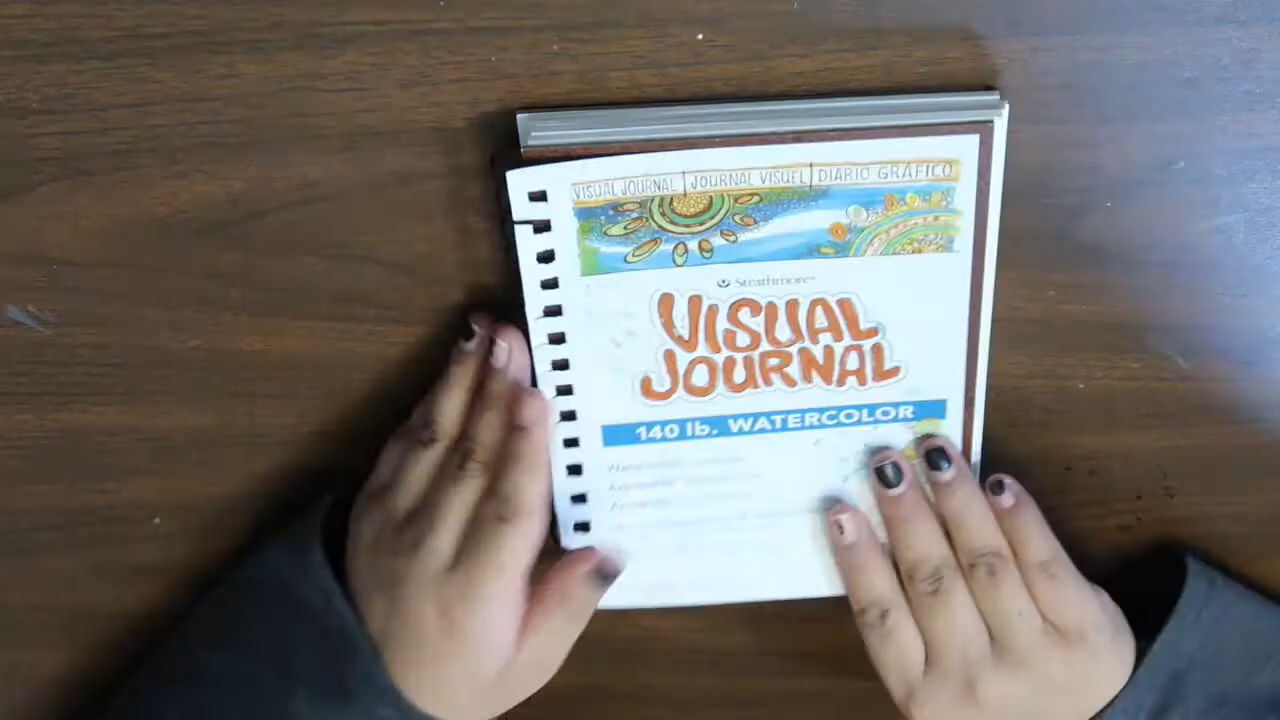 VISUAL JOURNAL | JOURNAL VISUEL | DIARIO GRÁFICO
Strathmore
VISUAL
JOURNAL
140 lb. WATERCOLOR